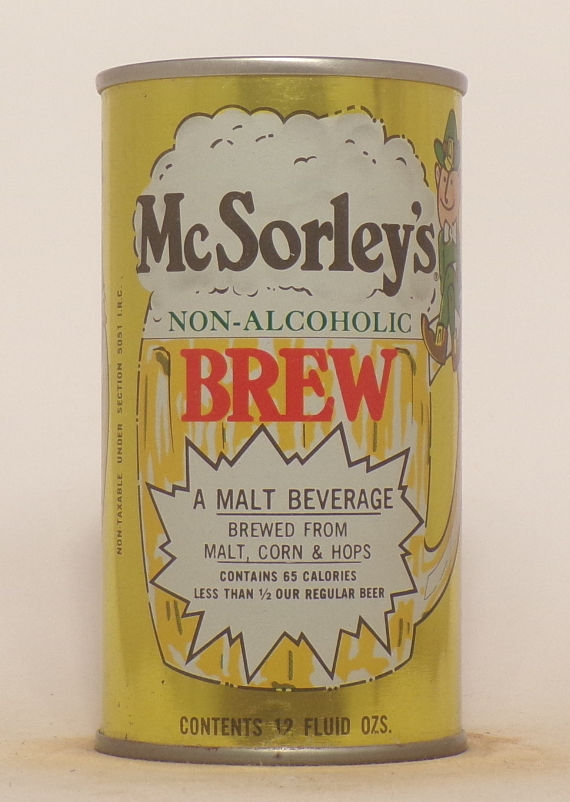 McSorley's
NON-ALCOHOLIC
BREW
A MALT BEVERAGE
BREWED FROM
MALT, CORN & HOPS
CONTAINS 65 CALORIES
LESS THAN ½ OUR REGULAR BEER
CONTENTS 12 FLUID OZS.
NON-TAXABLE UNDER SECTION 5051 I.R.C.